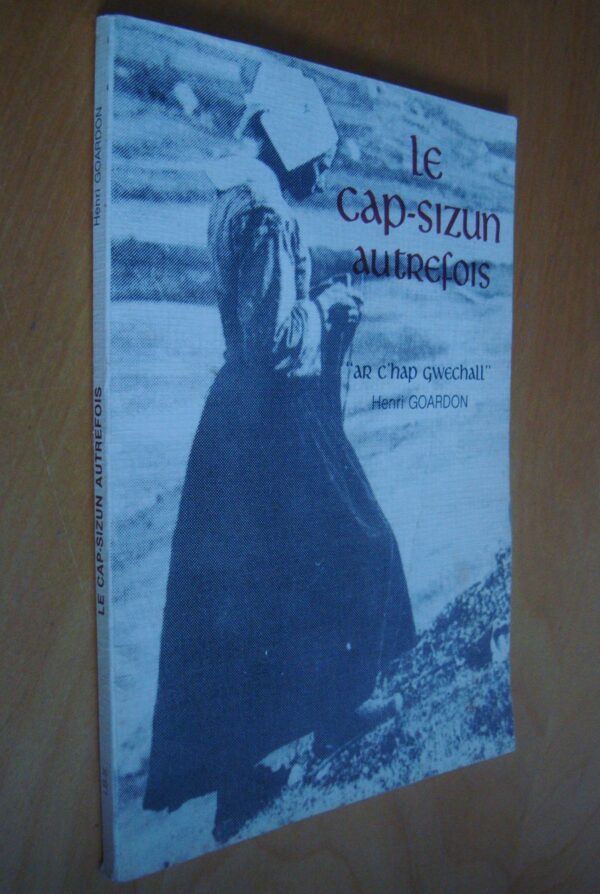 LE
CAP-SIZUN
AUTREFOIS
"AR C'HAP GWECHALL"
Henri GOARDON
Henri GOARDON
LE CAP-SIZUN AUTREFOIS